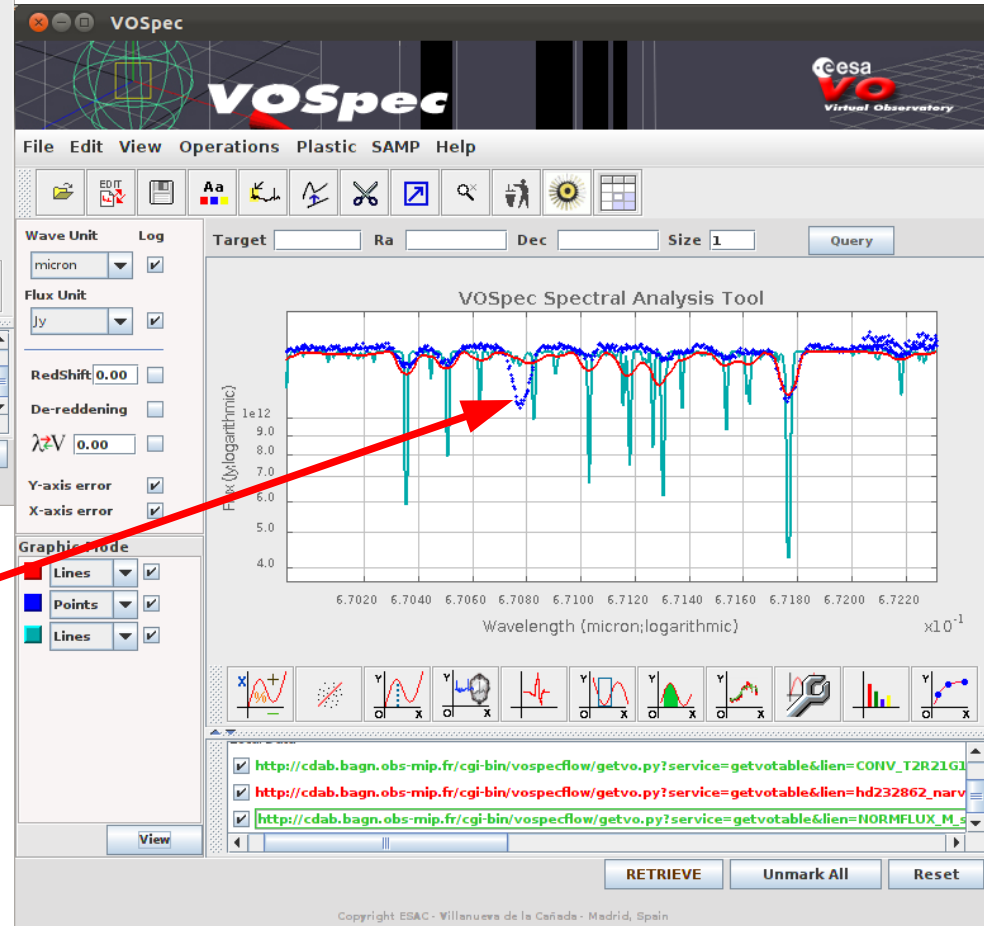 VOSpec
VOSpec
esa
VO
Virtual Observatory
File Edit View Operations Plastic SAMP Help
EDIT
Aa
Wave Unit Log
micron
Flux Unit
Jy
RedShift 0.00
De-reddening
λ⇄V 0.00
Y-axis error
X-axis error
Graphic Mode
Lines
Points
Lines
View
Target Ra Dec Size 1 Query
VOSpec Spectral Analysis Tool
Flux (Jy;logarithmic)
1e12
9.0
8.0
7.0
6.0
5.0
4.0
6.7020 6.7040 6.7060 6.7080 6.7100 6.7120 6.7140 6.7160 6.7180 6.7200 6.7220
Wavelength (micron;logarithmic) x10-1
http://cdab.bagn.obs-mip.fr/cgi-bin/vospecflow/getvo.py?service=getvotable&lien=CONV_T2R21G1
http://cdab.bagn.obs-mip.fr/cgi-bin/vospecflow/getvo.py?service=getvotable&lien=hd232862_narv
http://cdab.bagn.obs-mip.fr/cgi-bin/vospecflow/getvo.py?service=getvotable&lien=NORMFLUX_M_s
RETRIEVE Unmark All Reset
Copyright ESAC - Villanueva de la Cañada - Madrid, Spain